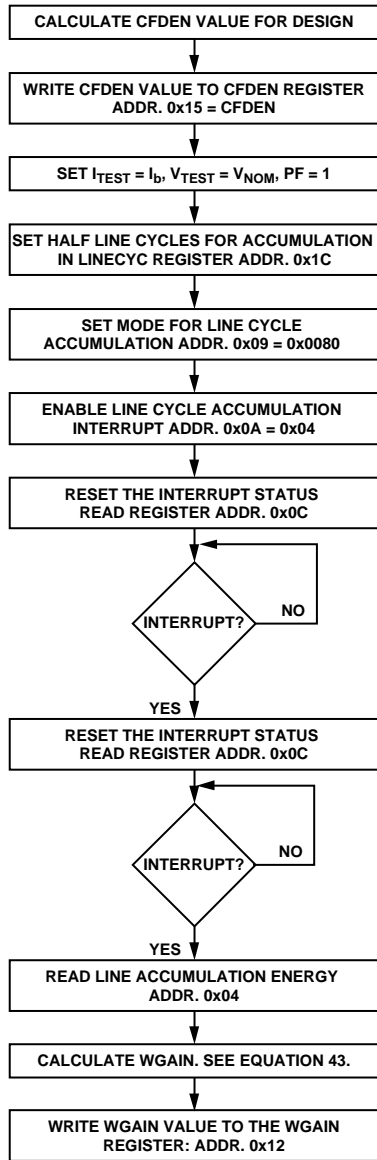 CALCULATE CFDEN VALUE FOR DESIGN
WRITE CFDEN VALUE TO CFDEN REGISTER
ADDR. 0x15 = CFDEN
SET ITEST = Ib, VTEST = VNOM, PF = 1
SET HALF LINE CYCLES FOR ACCUMULATION
IN LINECYC REGISTER ADDR. 0x1C
SET MODE FOR LINE CYCLE
ACCUMULATION ADDR. 0x09 = 0x0080
ENABLE LINE CYCLE ACCUMULATION
INTERRUPT ADDR. 0x0A = 0x04
RESET THE INTERRUPT STATUS
READ REGISTER ADDR. 0x0C
INTERRUPT?
NO
YES
RESET THE INTERRUPT STATUS
READ REGISTER ADDR. 0x0C
INTERRUPT?
NO
YES
READ LINE ACCUMULATION ENERGY
ADDR. 0x04
CALCULATE WGAIN. SEE EQUATION 43.
WRITE WGAIN VALUE TO THE WGAIN
REGISTER: ADDR. 0x12